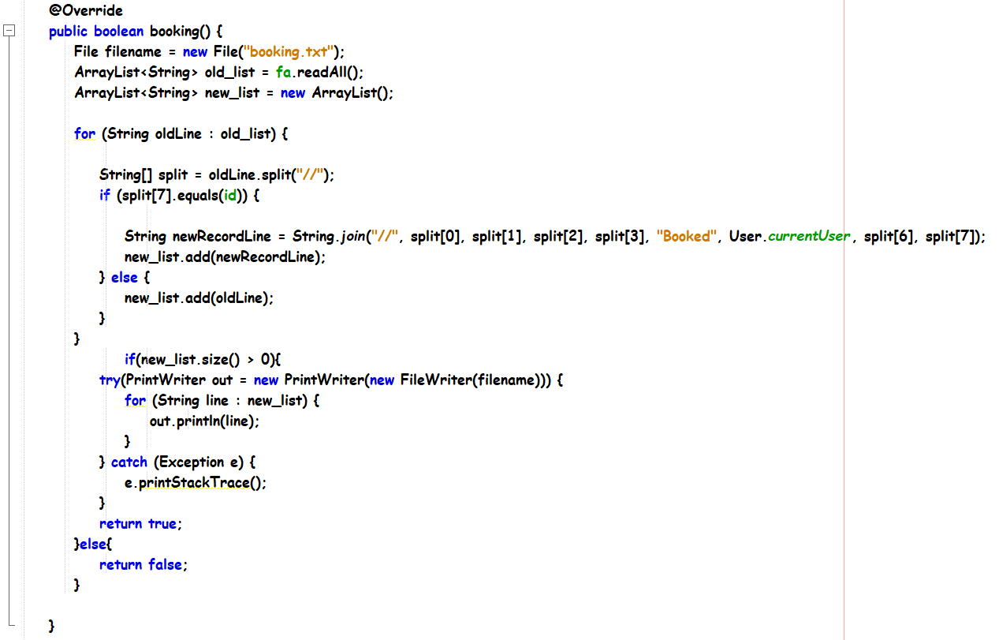 @Override
public boolean booking() {
File filename = new File("booking.txt");
ArrayList<String> old_list = fa.readAll();
ArrayList<String> new_list = new ArrayList();
for (String oldLine : old_list) {
String[] split = oldLine.split("//");
if (split[7].equals(id)) {
String newRecordLine = String.join("//", split[0], split[1], split[2], split[3], "Booked", User.currentUser, split[6], split[7]);
new_list.add(newRecordLine);
} else {
new_list.add(oldLine);
}
}
if(new_list.size() > 0){
try(PrintWriter out = new PrintWriter(new FileWriter(filename))) {
for (String line : new_list) {
out.println(line);
}
} catch (Exception e) {
e.printStackTrace();
}
return true;
}else{
return false;
}
}